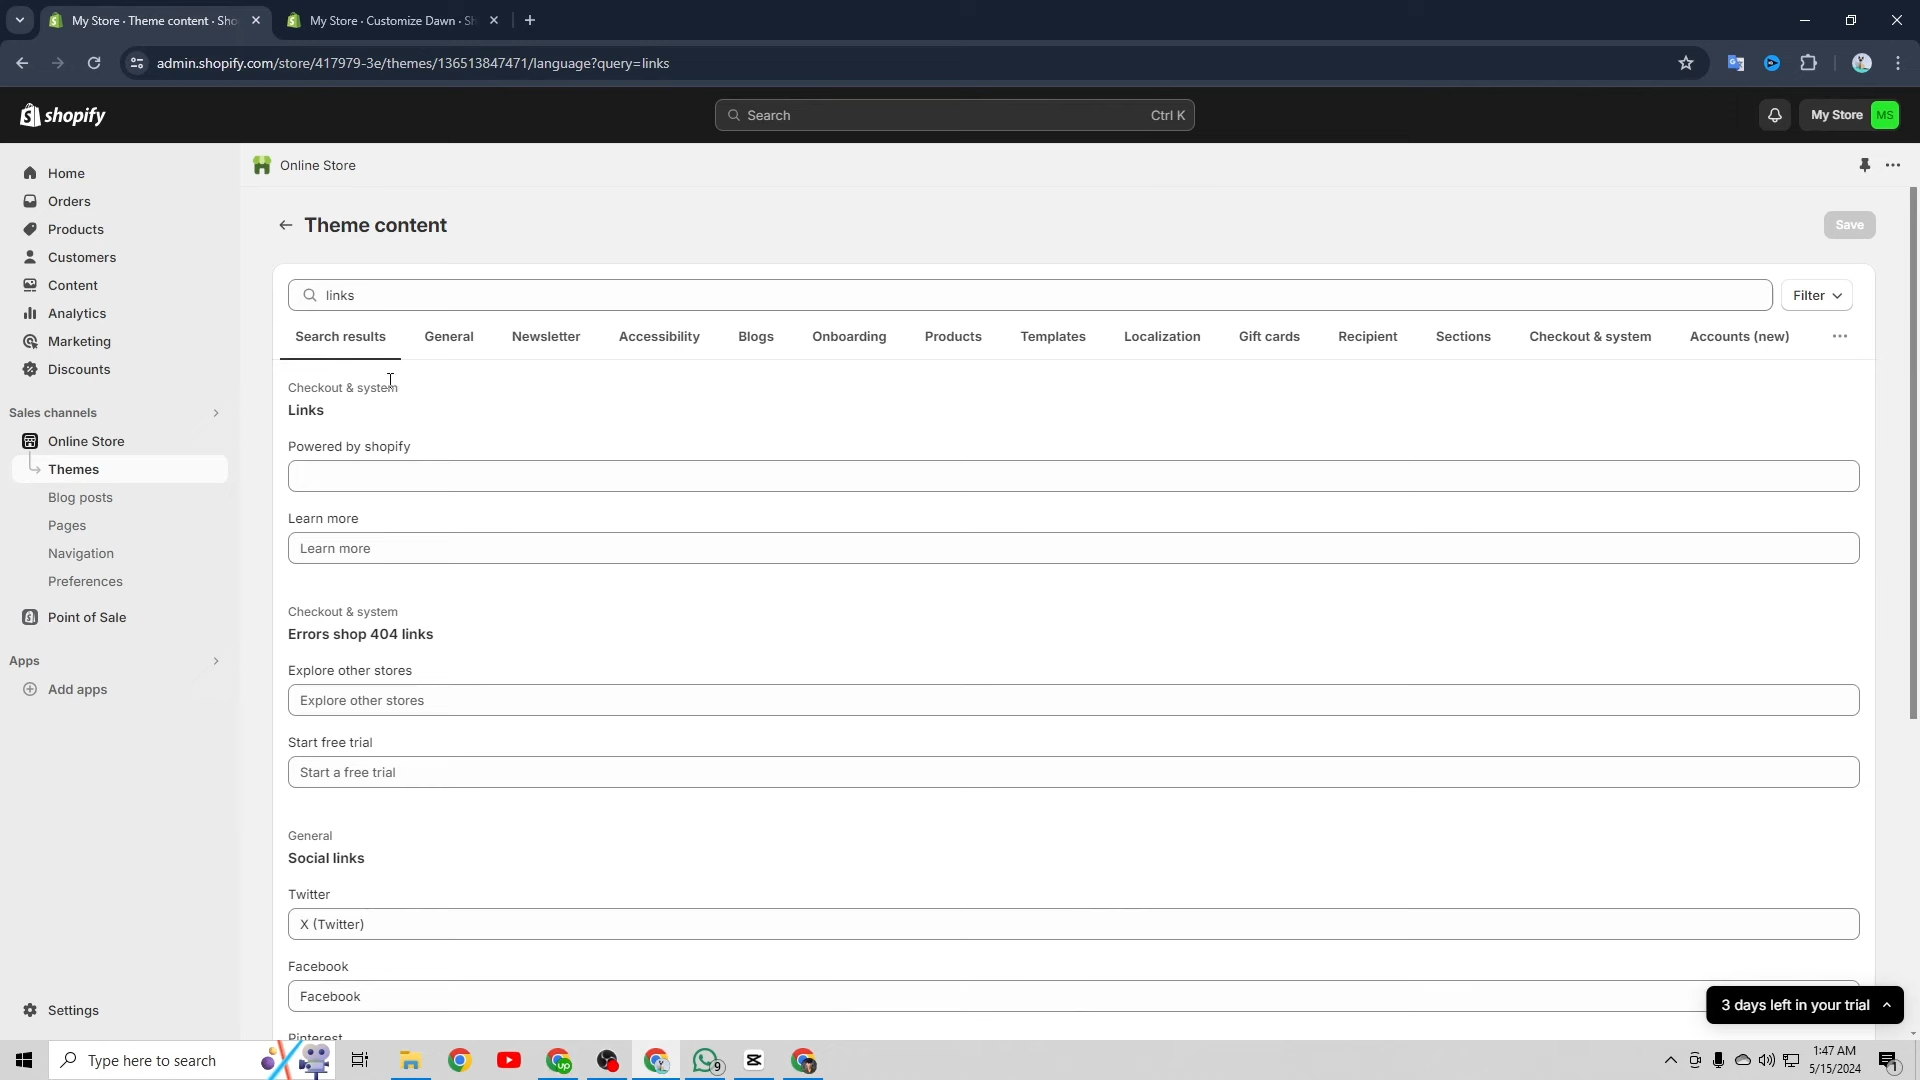 My Store · Theme content · Sho
My Store · Customize Dawn · Sh
admin.shopify.com/store/417979-3e/themes/136513847471/language?query=links
shopify
Search
Ctrl K
My Store
MS
Home
Orders
Products
Customers
Content
Analytics
Marketing
Discounts
Sales channels
Online Store
Themes
Blog posts
Pages
Navigation
Preferences
Point of Sale
Apps
Add apps
Settings
Online Store
Theme content
Save
links
Filter
Search results
General
Newsletter
Accessibility
Blogs
Onboarding
Products
Templates
Localization
Gift cards
Recipient
Sections
Checkout & system
Accounts (new)
Checkout & system
Links
Powered by shopify
Learn more
Learn more
Checkout & system
Errors shop 404 links
Explore other stores
Explore other stores
Start free trial
Start a free trial
General
Social links
Twitter
X (Twitter)
Facebook
Facebook
Pinterest
3 days left in your trial
Type here to search
up
9
1:47 AM
5/15/2024
1